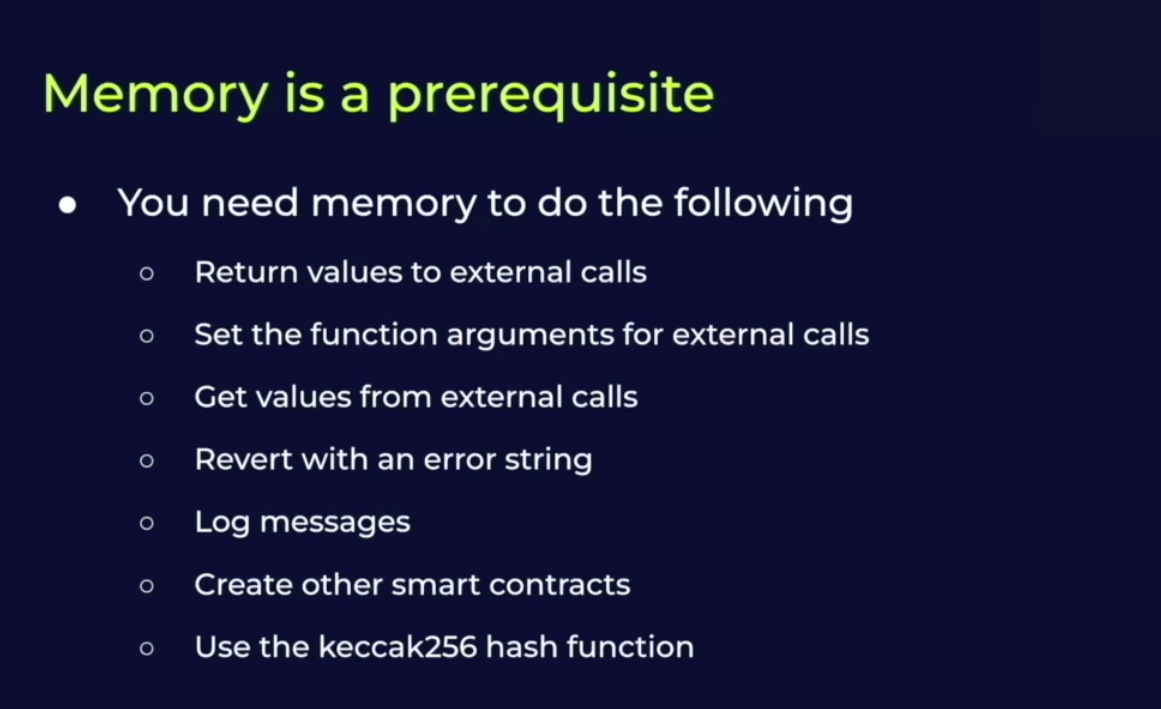 Memory is a prerequisite
● You need memory to do the following
○ Return values to external calls
○ Set the function arguments for external calls
○ Get values from external calls
○ Revert with an error string
○ Log messages
○ Create other smart contracts
○ Use the keccak256 hash function